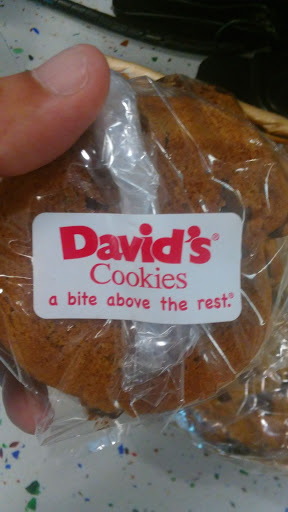 David's®
Cookies
a bite above the rest.®